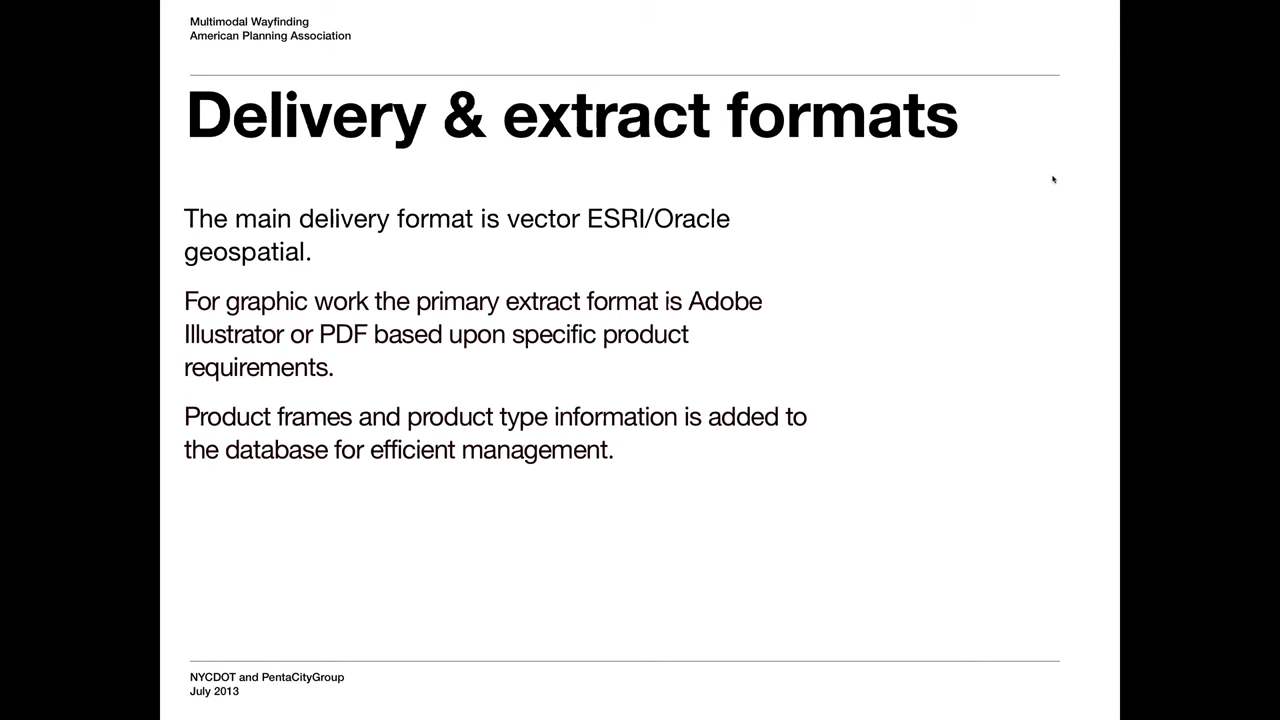 Multimodal Wayfinding
American Planning Association
Delivery & extract formats
The main delivery format is vector ESRI/Oracle
geospatial.
For graphic work the primary extract format is Adobe
Illustrator or PDF based upon specific product
requirements.
Product frames and product type information is added to
the database for efficient management.
NYCDOT and PentaCityGroup
July 2013